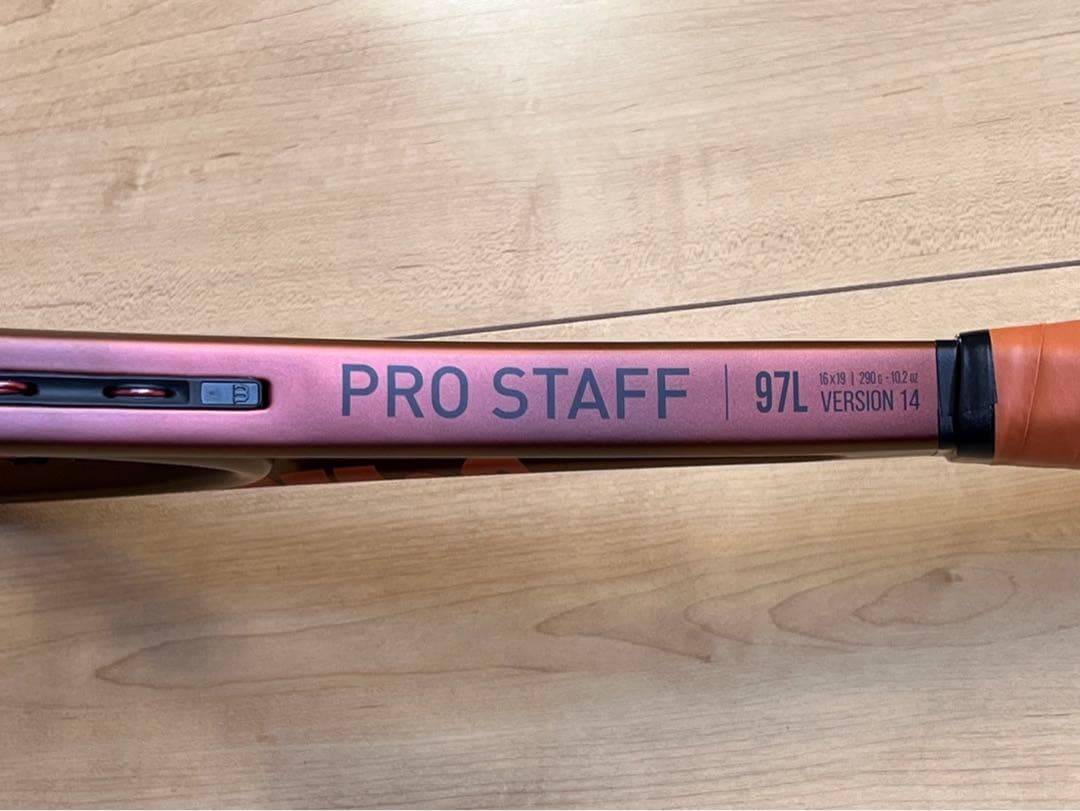 PRO STAFF
97L
16x19 | 290 g - 10.2 oz
VERSION 14